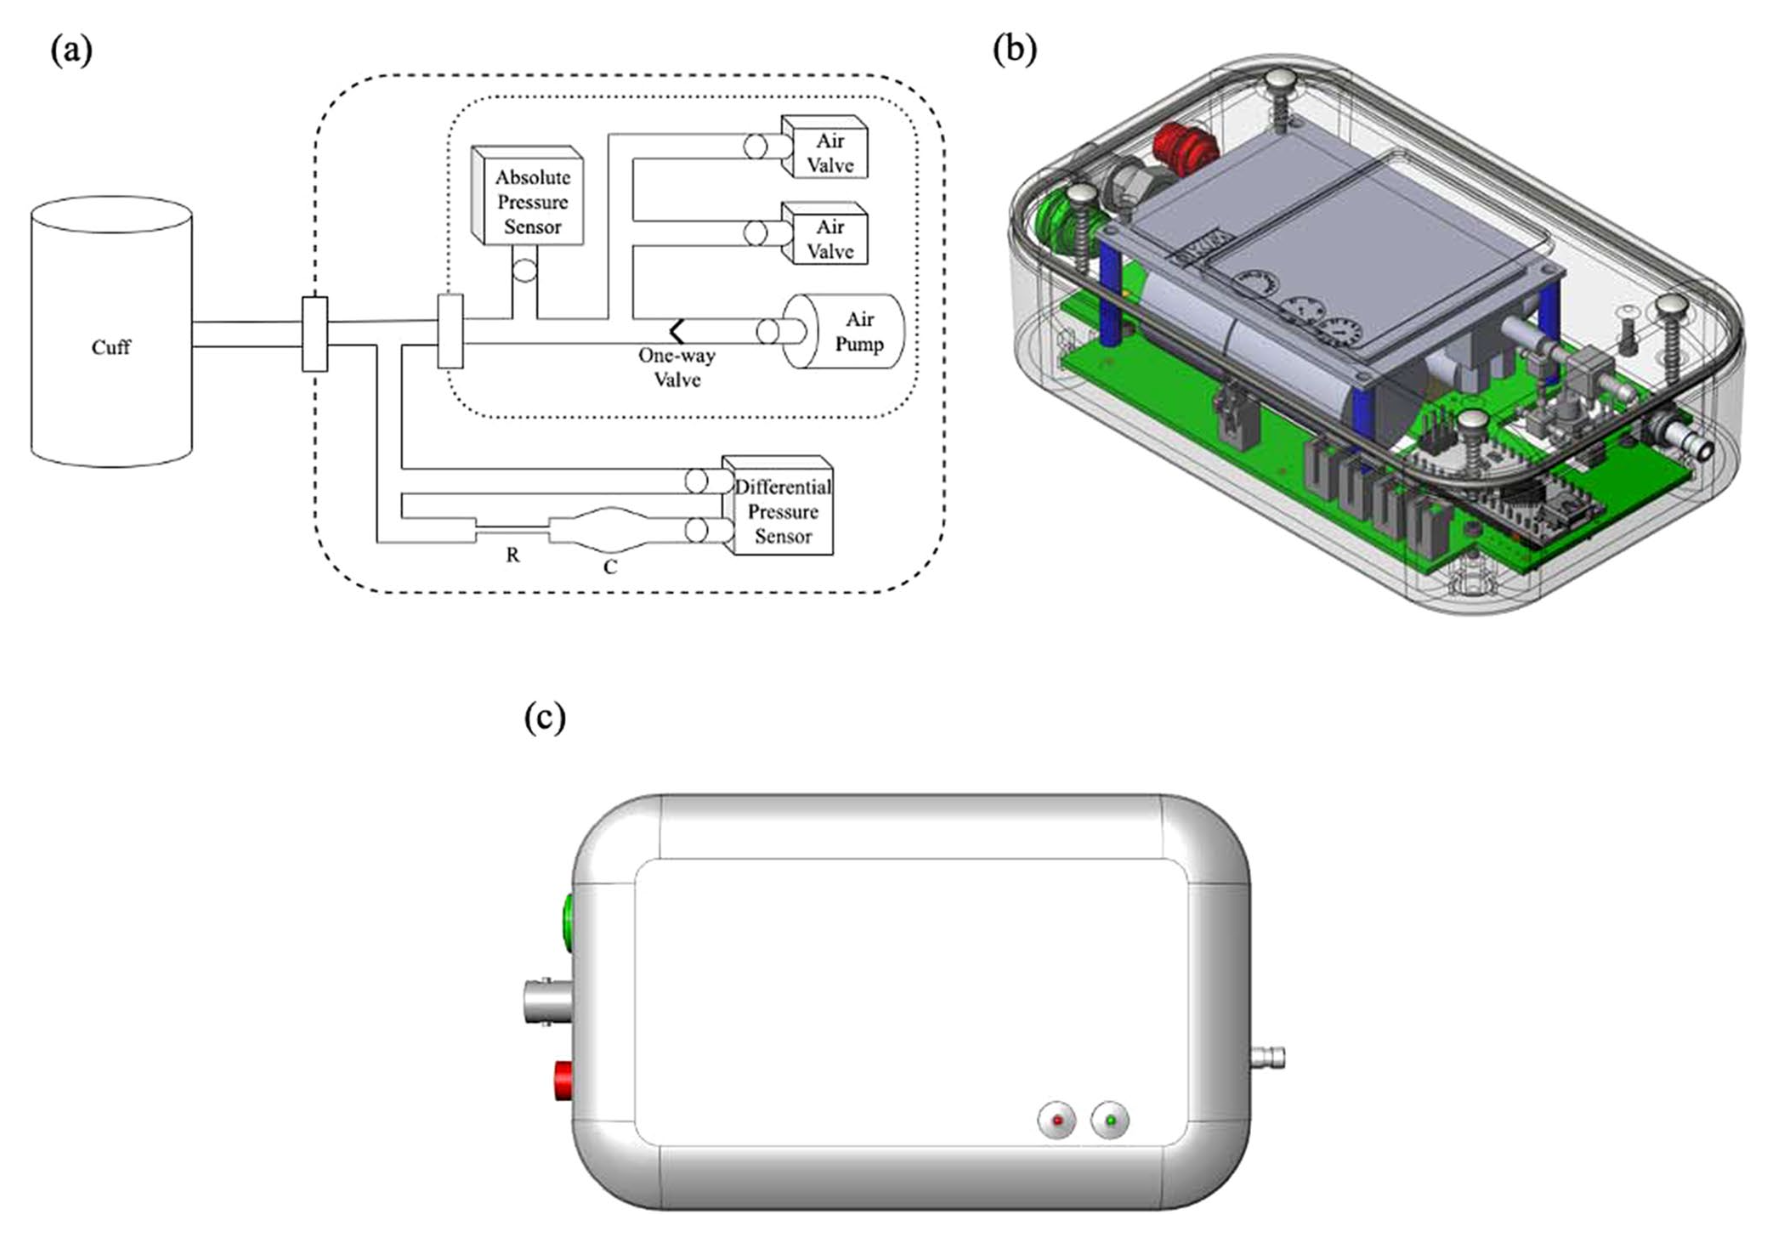 (a)
Cuff
Absolute
Pressure
Sensor
Air
Valve
Air
Valve
One-way
Valve
Air
Pump
Differential
Pressure
Sensor
R
C
(b)
(c)